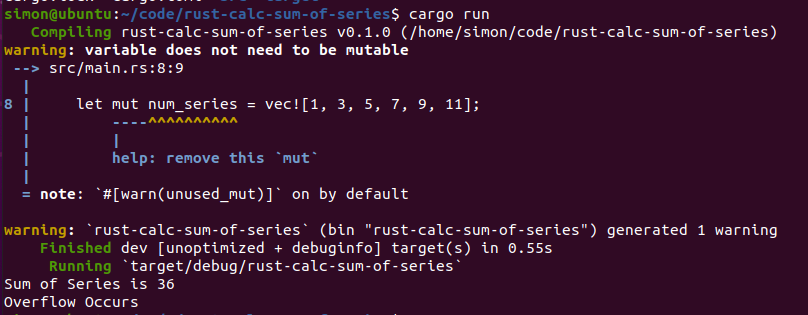 simon@ubuntu:~/code/rust-calc-sum-of-series$ cargo run
   Compiling rust-calc-sum-of-series v0.1.0 (/home/simon/code/rust-calc-sum-of-series)
warning: variable does not need to be mutable
 --> src/main.rs:8:9
  |
8 |     let mut num_series = vec![1, 3, 5, 7, 9, 11];
  |         ----^^^^^^^^^^
  |         |
  |         help: remove this `mut`
  |
  = note: `#[warn(unused_mut)]` on by default

warning: `rust-calc-sum-of-series` (bin "rust-calc-sum-of-series") generated 1 warning
    Finished dev [unoptimized + debuginfo] target(s) in 0.55s
     Running `target/debug/rust-calc-sum-of-series`
Sum of Series is 36
Overflow Occurs